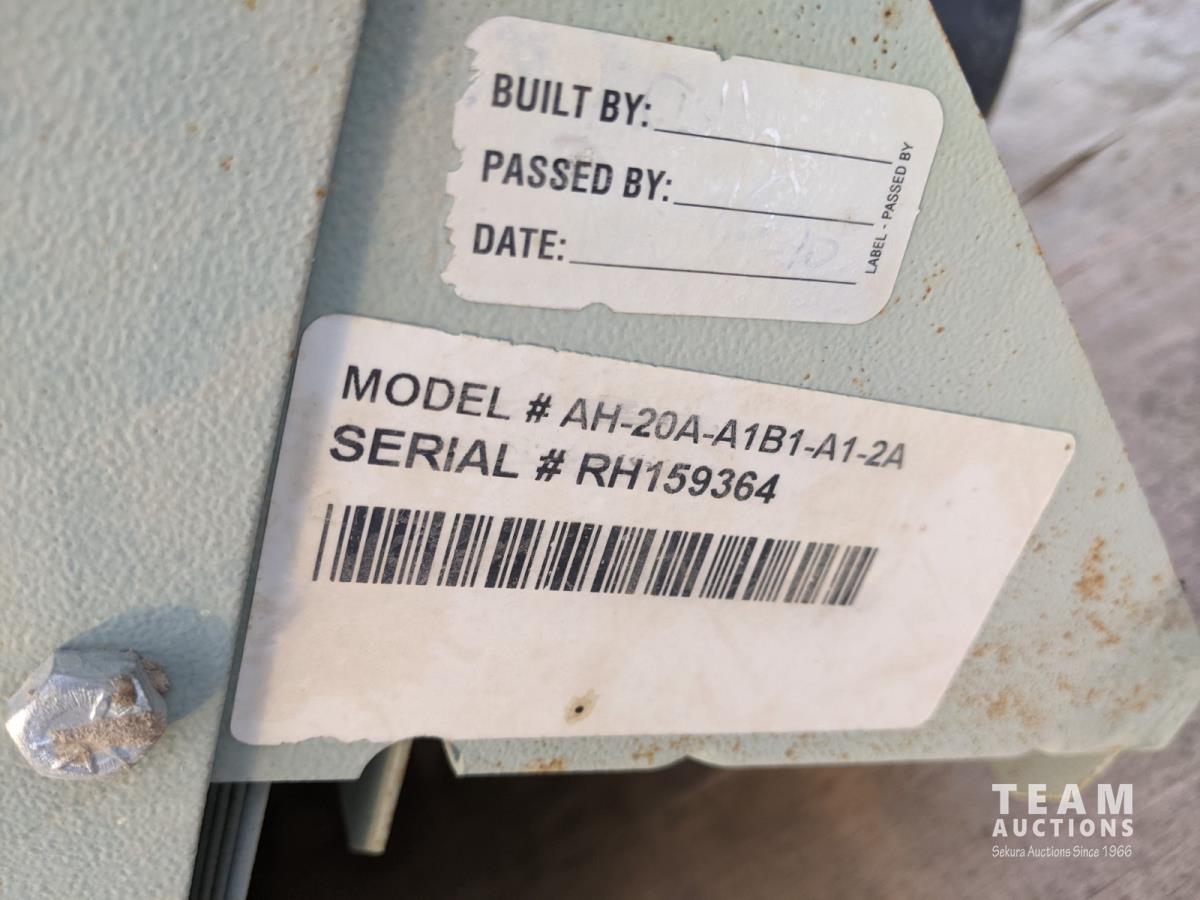 BUILT BY:
PASSED BY:
DATE:
LABEL - PASSED BY
MODEL # AH-20A-A1B1-A1-2A
SERIAL # RH159364
TEAM
AUCTIONS
Sekura Auctions Since 1966